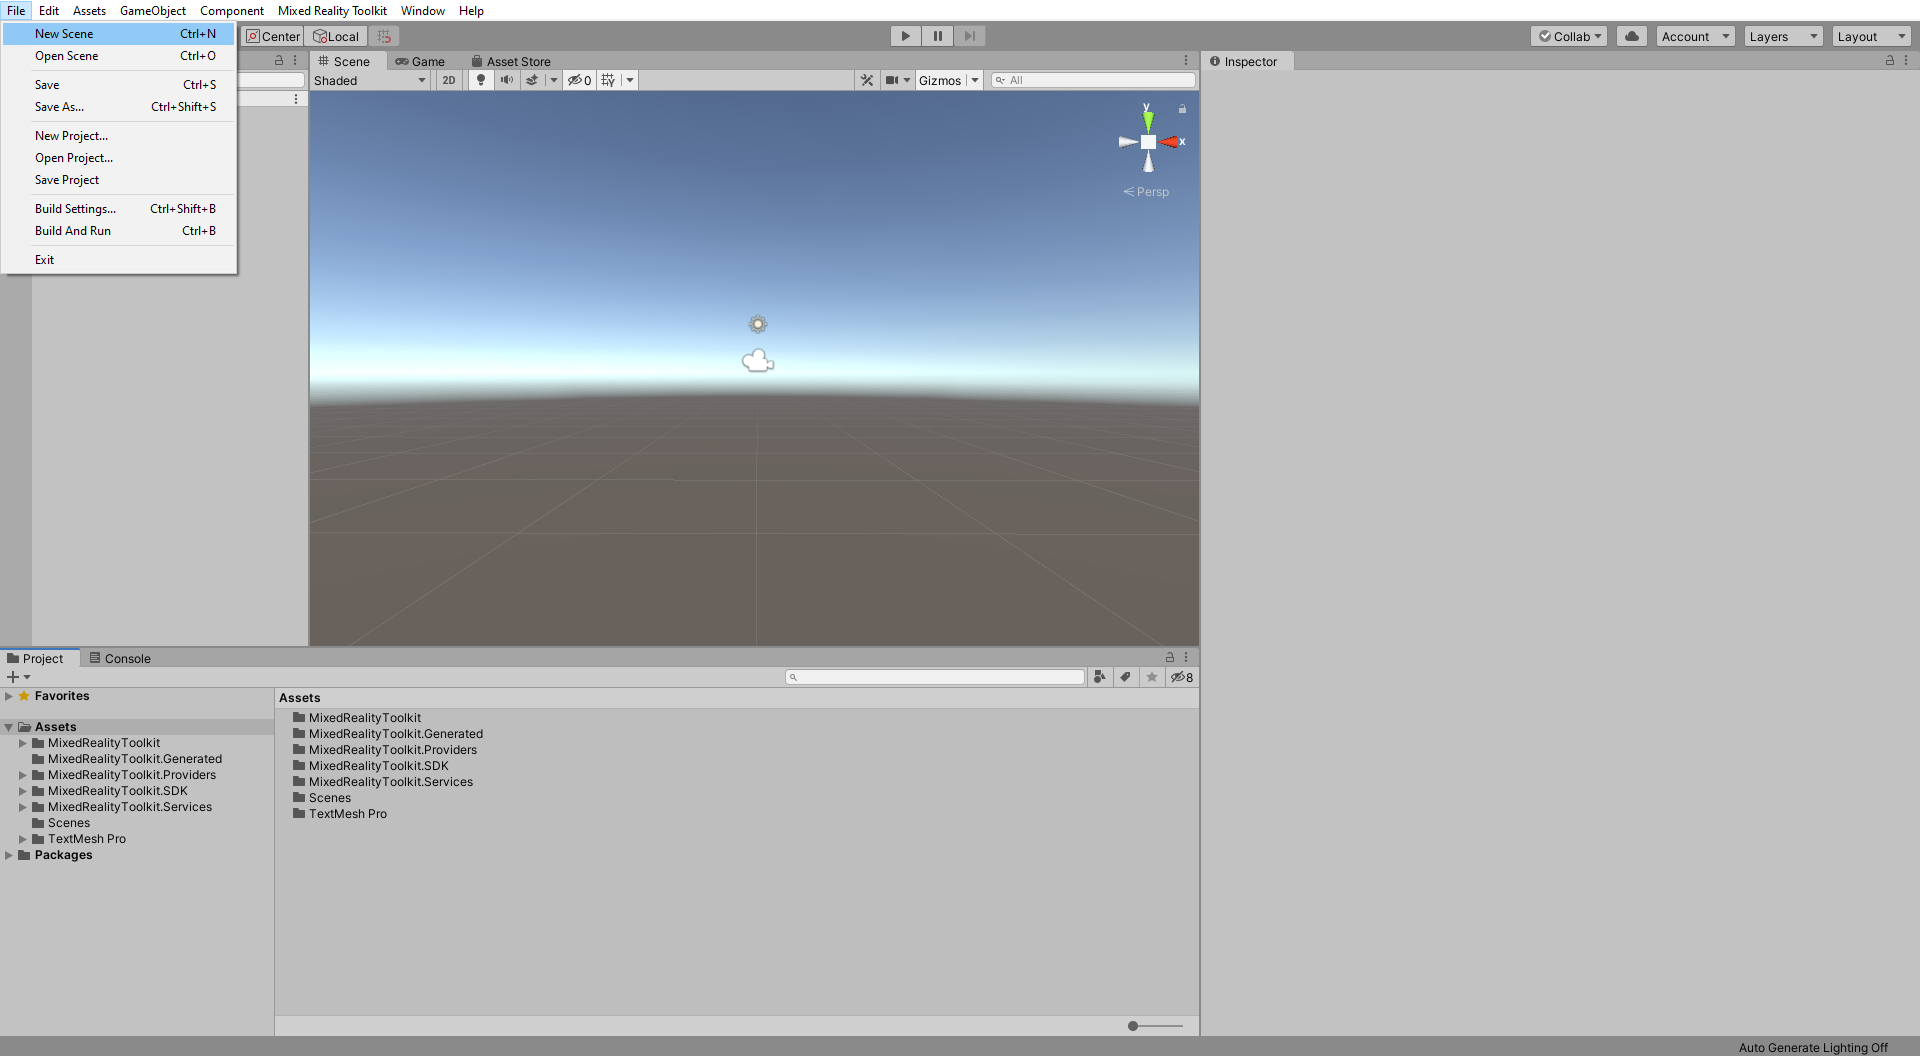 File Edit Assets GameObject Component Mixed Reality Toolkit Window Help
New Scene Ctrl+N
Open Scene Ctrl+O
Save Ctrl+S
Save As... Ctrl+Shift+S
New Project...
Open Project...
Save Project
Build Settings... Ctrl+Shift+B
Build And Run Ctrl+B
Exit
Center Local
Collab Account Layers Layout
Scene Game Asset Store
Shaded 2D 0 Gizmos All
y
x
Persp
Inspector
Project Console
8
Favorites
Assets
MixedRealityToolkit
MixedRealityToolkit.Generated
MixedRealityToolkit.Providers
MixedRealityToolkit.SDK
MixedRealityToolkit.Services
Scenes
TextMesh Pro
Packages
Assets
MixedRealityToolkit
MixedRealityToolkit.Generated
MixedRealityToolkit.Providers
MixedRealityToolkit.SDK
MixedRealityToolkit.Services
Scenes
TextMesh Pro
Auto Generate Lighting Off